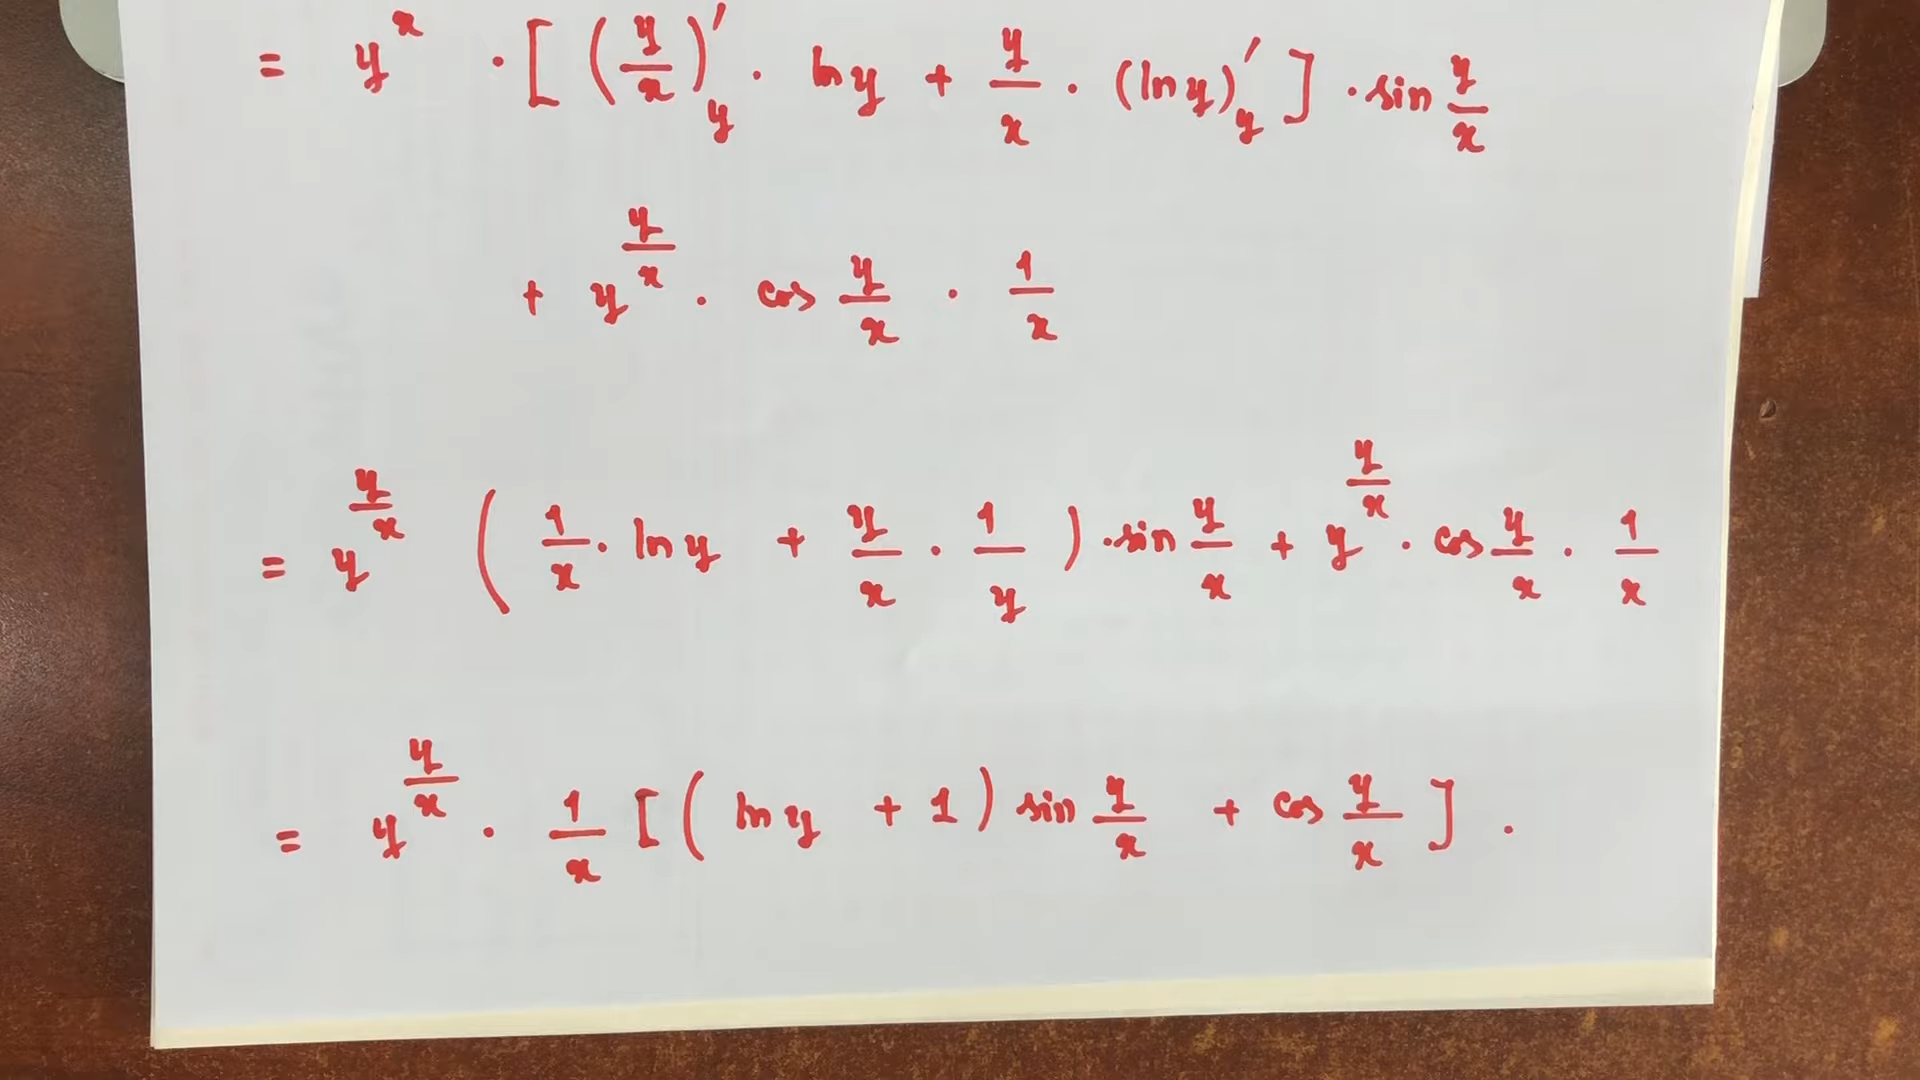 = y^x · [ (y/x)'_y · ln y + y/x · (ln y)'_y ] · sin y/x
+ y^(y/x) · cos y/x · 1/x
= y^(y/x) ( 1/x · ln y + y/x · 1/y ) · sin y/x + y^(y/x) · cos y/x · 1/x
= y^(y/x) · 1/x [ ( ln y + 1 ) sin y/x + cos y/x ] .